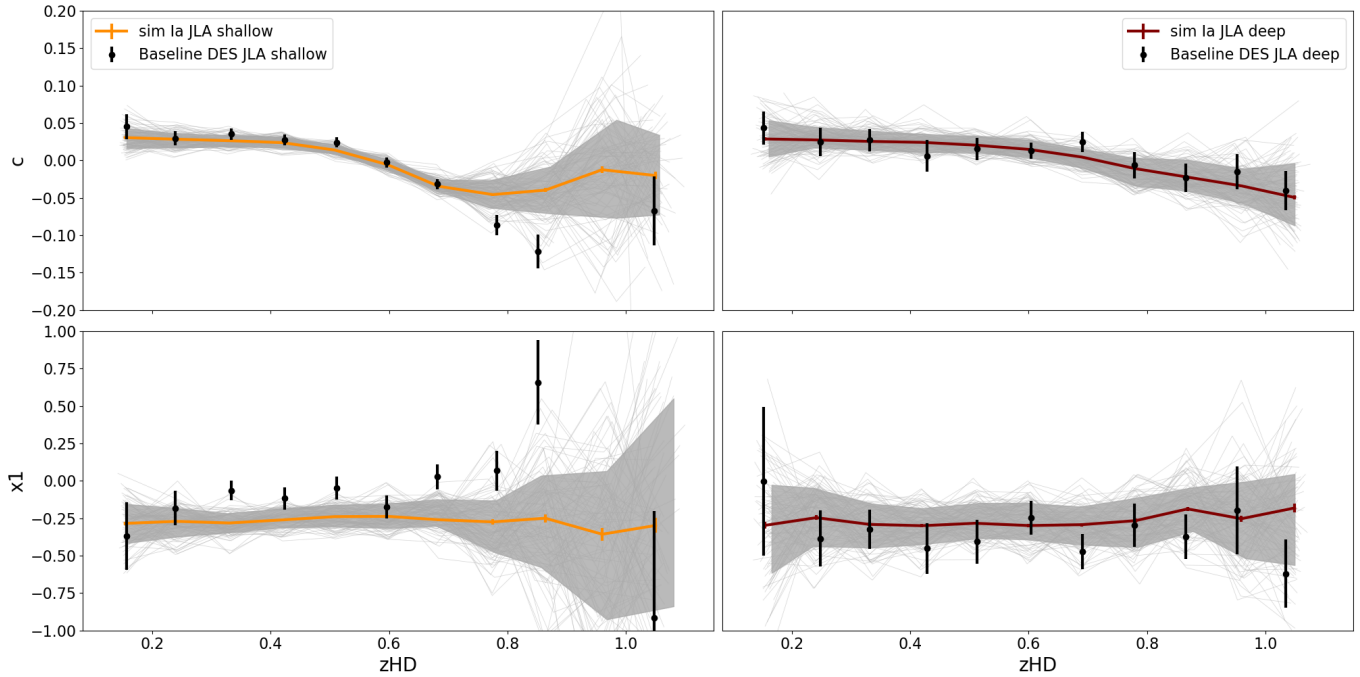 sim Ia JLA shallow
Baseline DES JLA shallow
sim Ia JLA deep
Baseline DES JLA deep
0.20
0.15
0.10
0.05
0.00
−0.05
−0.10
−0.15
−0.20
c
1.00
0.75
0.50
0.25
0.00
−0.25
−0.50
−0.75
−1.00
x1
0.2 0.4 0.6 0.8 1.0
zHD
0.2 0.4 0.6 0.8 1.0
zHD